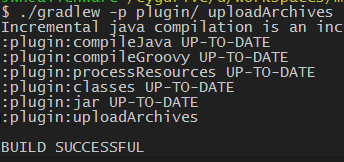 $ ./gradlew -p plugin/ uploadArchives
Incremental java compilation is an inc
:plugin:compileJava UP-TO-DATE
:plugin:compileGroovy UP-TO-DATE
:plugin:processResources UP-TO-DATE
:plugin:classes UP-TO-DATE
:plugin:jar UP-TO-DATE
:plugin:uploadArchives
BUILD SUCCESSFUL